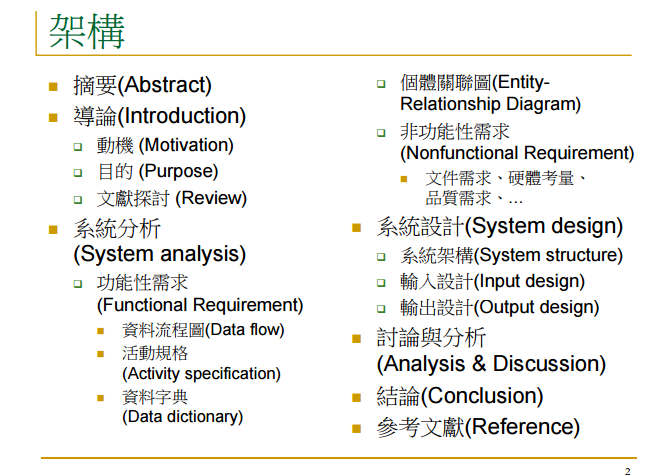 架構
摘要(Abstract)
導論(Introduction)
動機 (Motivation)
目的 (Purpose)
文獻探討 (Review)
系統分析
(System analysis)
功能性需求
(Functional Requirement)
資料流程圖(Data flow)
活動規格
(Activity specification)
資料字典
(Data dictionary)
個體關聯圖(Entity-
Relationship Diagram)
非功能性需求
(Nonfunctional Requirement)
文件需求、硬體考量、
品質需求、…
系統設計(System design)
系統架構(System structure)
輸入設計(Input design)
輸出設計(Output design)
討論與分析
(Analysis & Discussion)
結論(Conclusion)
參考文獻(Reference)
2